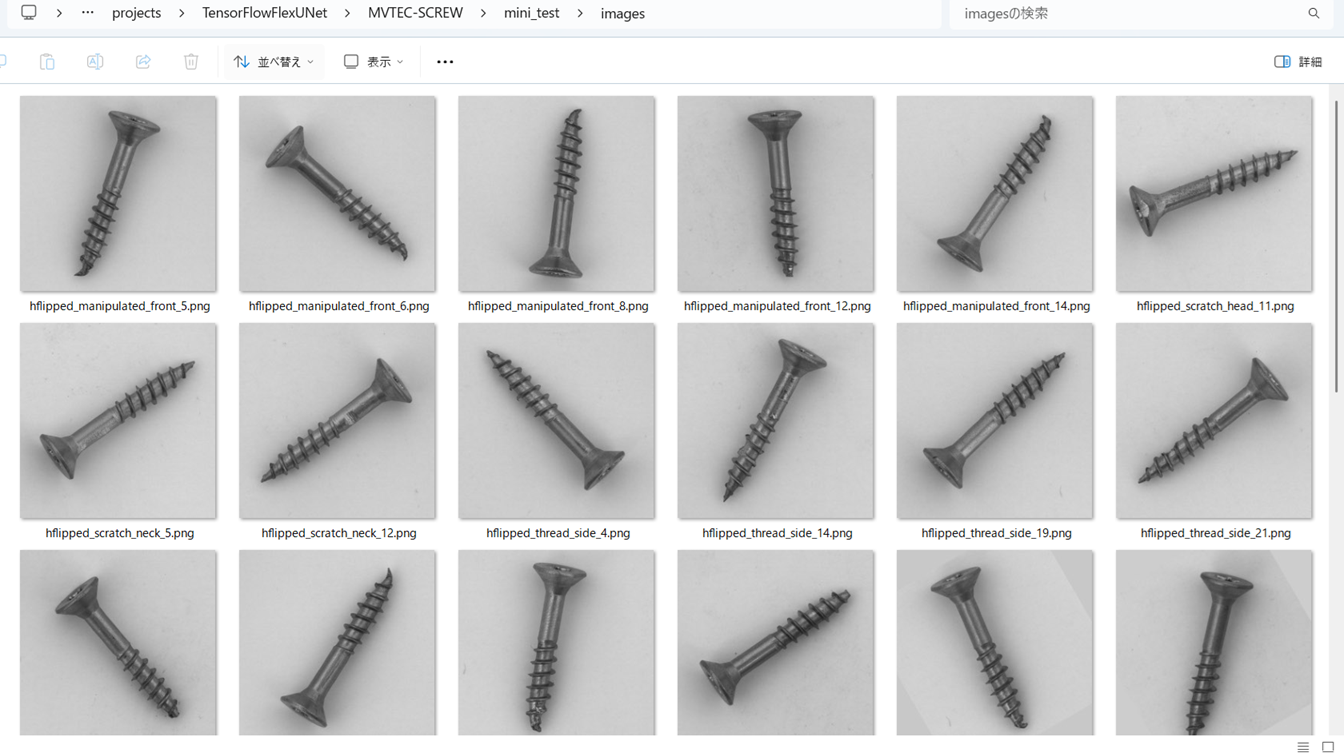 … projects TensorFlowFlexUNet MVTEC-SCREW mini_test images imagesの検索
並べ替え 表示 … 詳細
hflipped_manipulated_front_5.png hflipped_manipulated_front_6.png hflipped_manipulated_front_8.png hflipped_manipulated_front_12.png hflipped_manipulated_front_14.png hflipped_scratch_head_11.png
hflipped_scratch_neck_5.png hflipped_scratch_neck_12.png hflipped_thread_side_4.png hflipped_thread_side_14.png hflipped_thread_side_19.png hflipped_thread_side_21.png